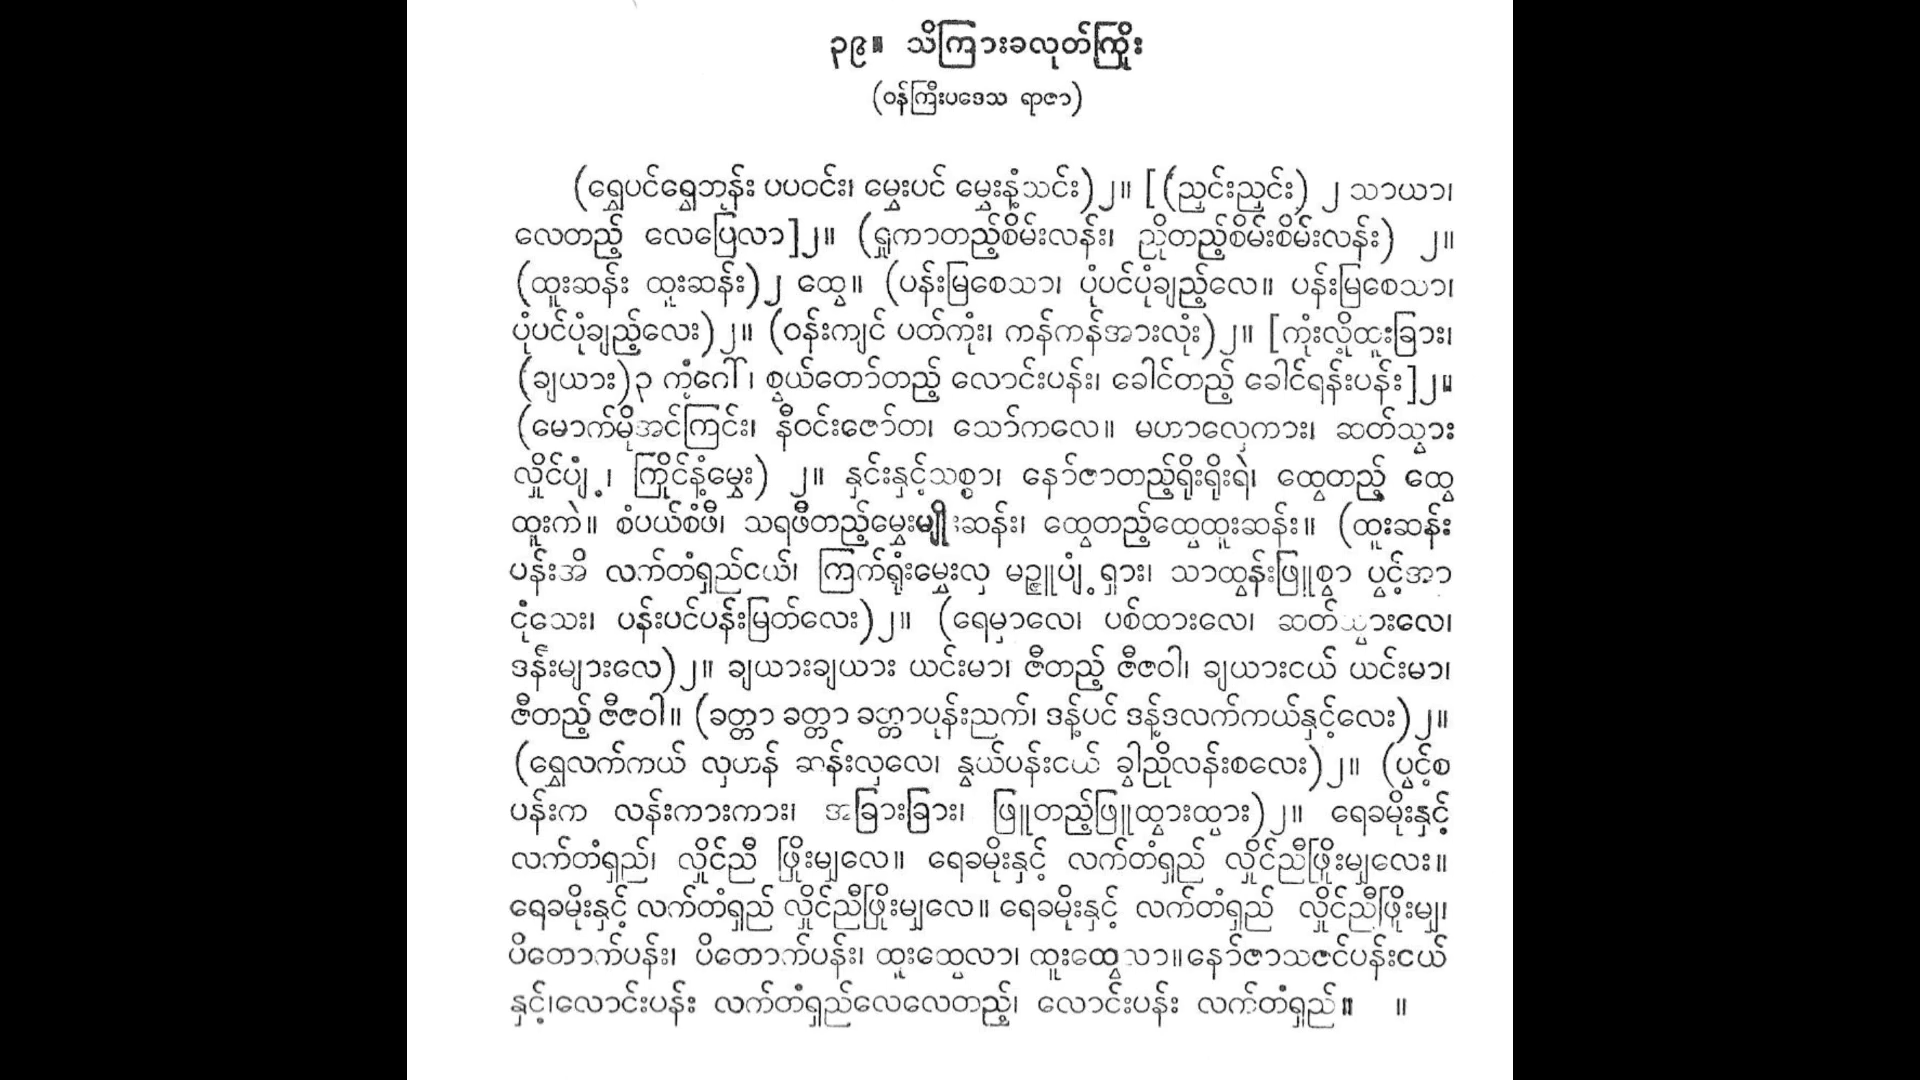 ၃၉။ သိကြားခလုတ်ကြိုး
(ဝန်ကြီးပဒေသ ရာဇာ)
(ရွှေပင်ရွှေဘုန်း ပပဝင်း၊ မွှေးပင် မွှေးနံ့သင်း)၂။ [(ညှင်းညှင်း) ၂ သာယာ၊
လေတည့် လေပြေလာ]၂။ (ရှုကာတည့်စိမ်းလန်း၊ ညိုတည့်စိမ်းစိမ်းလန်း) ၂။
(ထူးဆန်း ထူးဆန်း)၂ ထွေ။ (ပန်းမြစေသာ၊ ပုံပင်ပုံချည့်လေ။ ပန်းမြစေသာ၊
ပုံပင်ပုံချည့်လေး)၂။ (ဝန်းကျင် ပတ်ကုံး၊ ကန်ကန်အားလုံး)၂။ [ကုံးလို့ထူးခြား၊
(ချယား)၃ ကံ့ဂေါ်၊ စွယ်တော်တည့် လောင်းပန်း၊ ခေါင်တည့် ခေါင်ရန်းပန်း]၂။
(မောက်မိုအင်ကြင်း၊ နီဝင်းဇော်တ၊ သော်ကလေ။ မဟာလှေကား၊ ဆတ်သွား
လှိုင်ပျံ့၊ ကြိုင်နံ့မွှေး) ၂။ နှင်းနှင့်သစ္စာ၊ နော်ဇာတည့်ရိုးရိုးရဲ၊ ထွေတည့် ထွေ
ထူးကဲ။ စံပယ်စံဖီ၊ သရဖီတည့်မွှေးမျိုးဆန်း၊ ထွေတည့်ထွေထူးဆန်း။ (ထူးဆန်း
ပန်းအိ လက်တံရှည်ငယ်၊ ကြက်ရုံးမွှေးလှ မဉ္ဇူပျံ့ရှား၊ သာထွန်းဖြူစွာ ပွင့်အာ
ငုံသေး၊ ပန်းပင်ပန်းမြတ်လေး)၂။ (ရေမှာလေ၊ ပစ်ထားလေ၊ ဆတ်သွားလေ၊
ဒန်းများလေ)၂။ ချယားချယား ယင်းမာ၊ ဇီတည့် ဇီဇဝါ၊ ချယားငယ် ယင်းမာ၊
ဇီတည့် ဇီဇဝါ။ (ခတ္တာ ခတ္တာ ခတ္တာပုန်းညက်၊ ဒန့်ပင် ဒန့်ဒလက်ကယ်နှင့်လေး)၂။
(ရွှေလက်ကယ် လှဟန် ဆန်းလှလေ၊ နွယ်ပန်းငယ် ခွါညိုလန်းစလေး)၂။ (ပွင့်စ
ပန်းက လန်းကားကား၊ အခြားခြား၊ ဖြူတည့်ဖြူထွားထွား)၂။ ရေခမိုးနှင့်
လက်တံရှည်၊ လှိုင်ညီ ဖြိုးမျှလေ။ ရေခမိုးနှင့် လက်တံရှည် လှိုင်ညီဖြိုးမျှလေး။
ရေခမိုးနှင့် လက်တံရှည် လှိုင်ညီဖြိုးမျှလေ။ ရေခမိုးနှင့် လက်တံရှည် လှိုင်ညီဖြိုးမျှ၊
ပိတောက်ပန်း၊ ပိတောက်ပန်း၊ ထူးထွေလာ၊ ထူးထွေလာ။နော်ဇာသဇင်ပန်းငယ်
နှင့်၊လောင်းပန်း လက်တံရှည်လေလေတည့်၊ လောင်းပန်း လက်တံရှည်။ ။